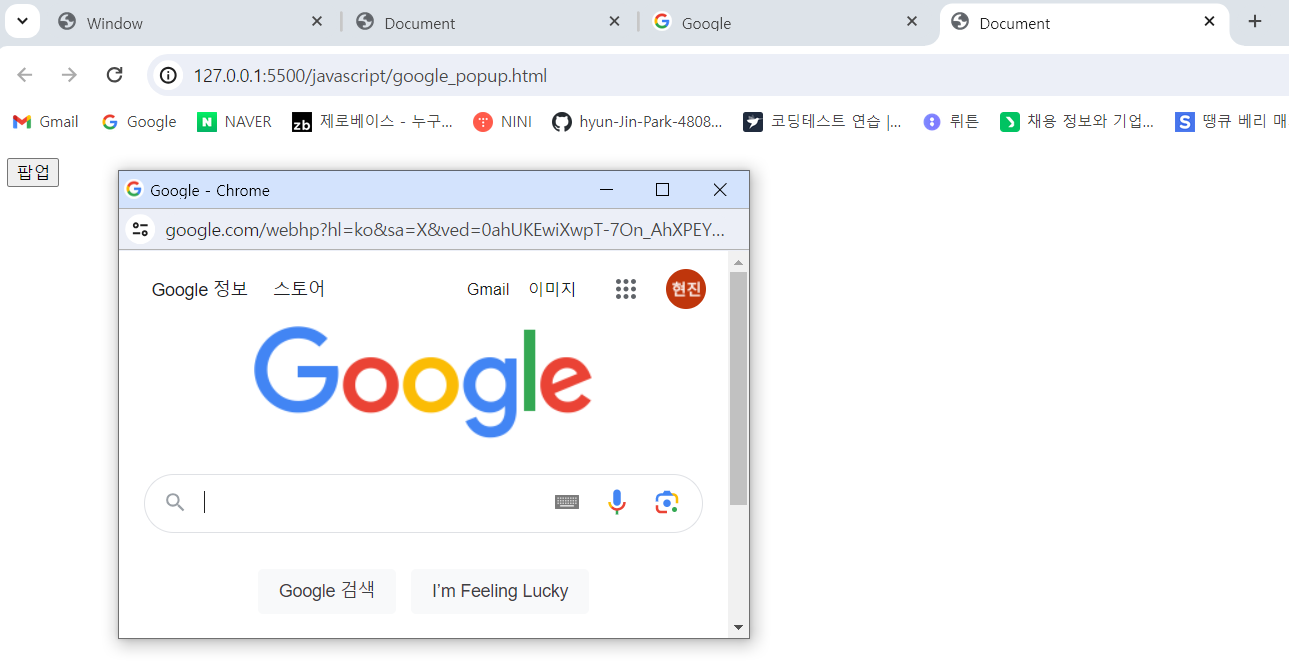 Window
Document
Google
Document
127.0.0.1:5500/javascript/google_popup.html
Gmail
Google
NAVER
제로베이스 - 누구...
NINI
hyun-Jin-Park-4808...
코딩테스트 연습 |...
뤼튼
채용 정보와 기업...
땡큐 베리 매
팝업
Google - Chrome
google.com/webhp?hl=ko&sa=X&ved=0ahUKEwiXwpT-7On_AhXPEY...
Google 정보
스토어
Gmail
이미지
현진
Google
Google 검색
I'm Feeling Lucky